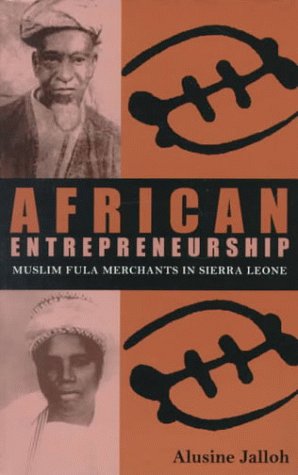 AFRICAN
ENTREPRENEURSHIP
MUSLIM FULA MERCHANTS IN SIERRA LEONE
Alusine Jalloh